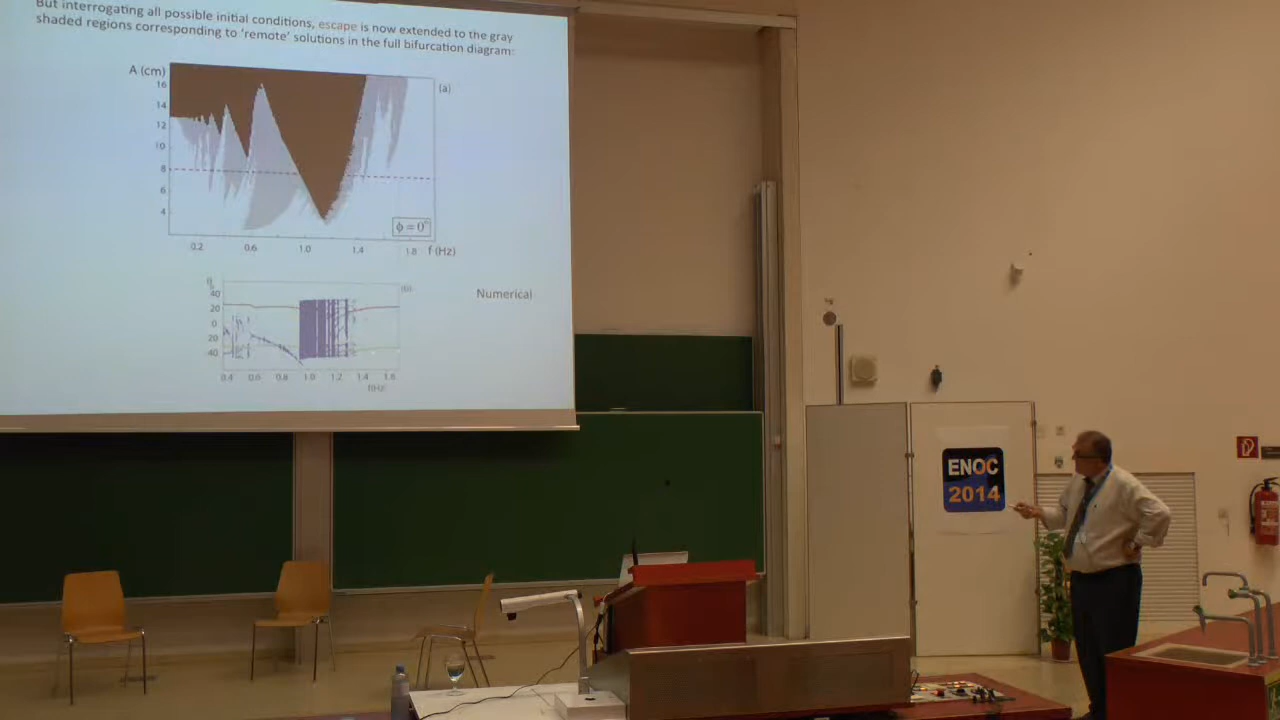 But interrogating all possible initial conditions, escape is now extended to the gray
shaded regions corresponding to ‘remote’ solutions in the full bifurcation diagram:
A (cm)
(a)
16
14
12
10
8
6
4
ϕ = 0°
0.2 0.6 1.0 1.4 1.8 f (Hz)
40
20
0
20
40
Numerical
0.4 0.6 0.8 1.0 1.2 1.4 1.6
f(Hz)
ENOC
2014